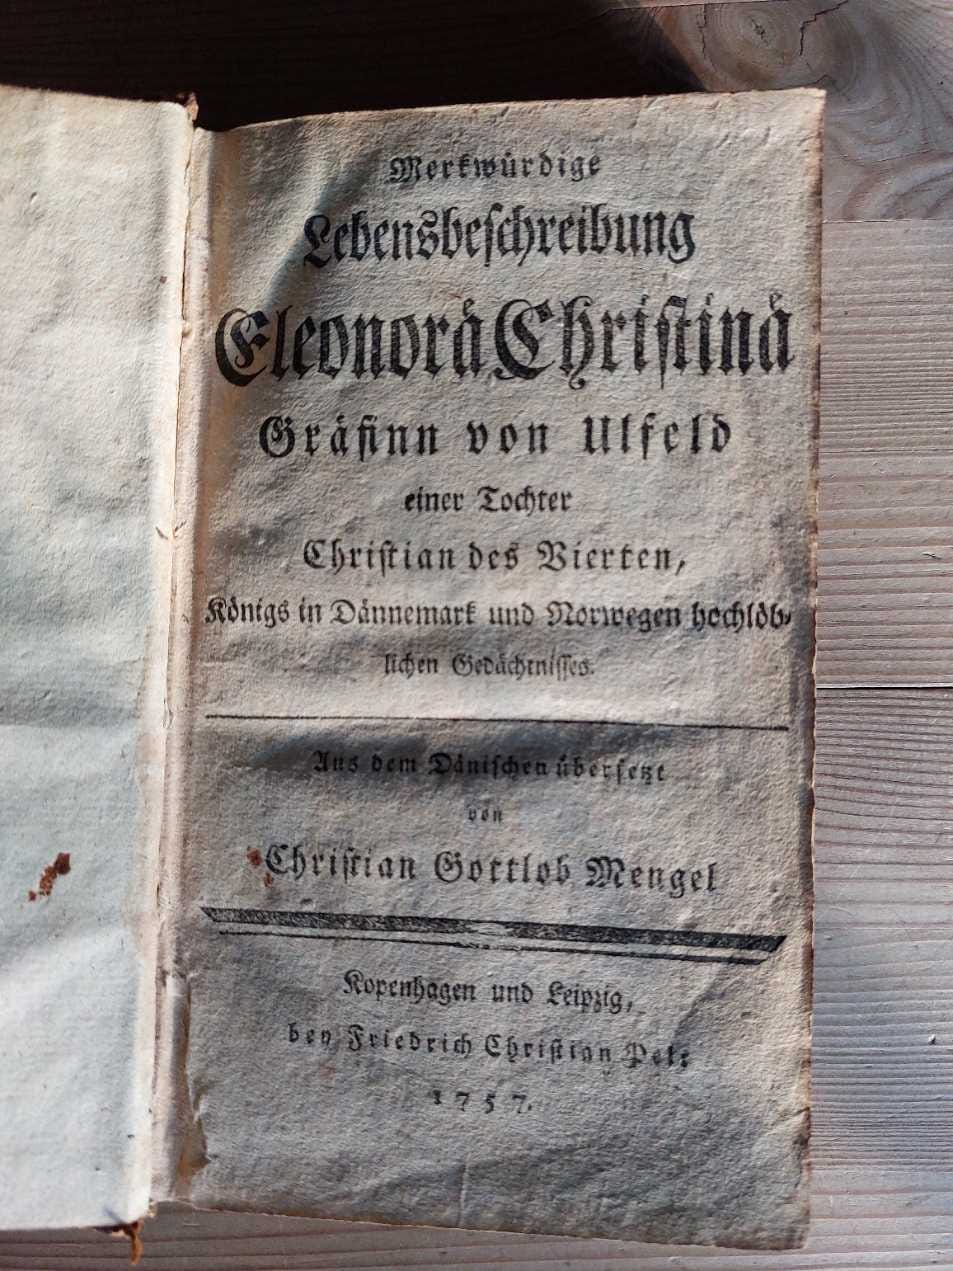 Merkwürdige
Lebensbeschreibung
Eleonorä Christinä
Gräfinn von Ulfeld
einer Tochter
Christian des Vierten,
Königs in Dännemark und Norwegen hochlöb-
lichen Gedächtnisses.
Aus dem Dänischen übersetzt
von
Christian Gottlob Mengel
Kopenhagen und Leipzig,
bey Friedrich Christian Pelt
1757.